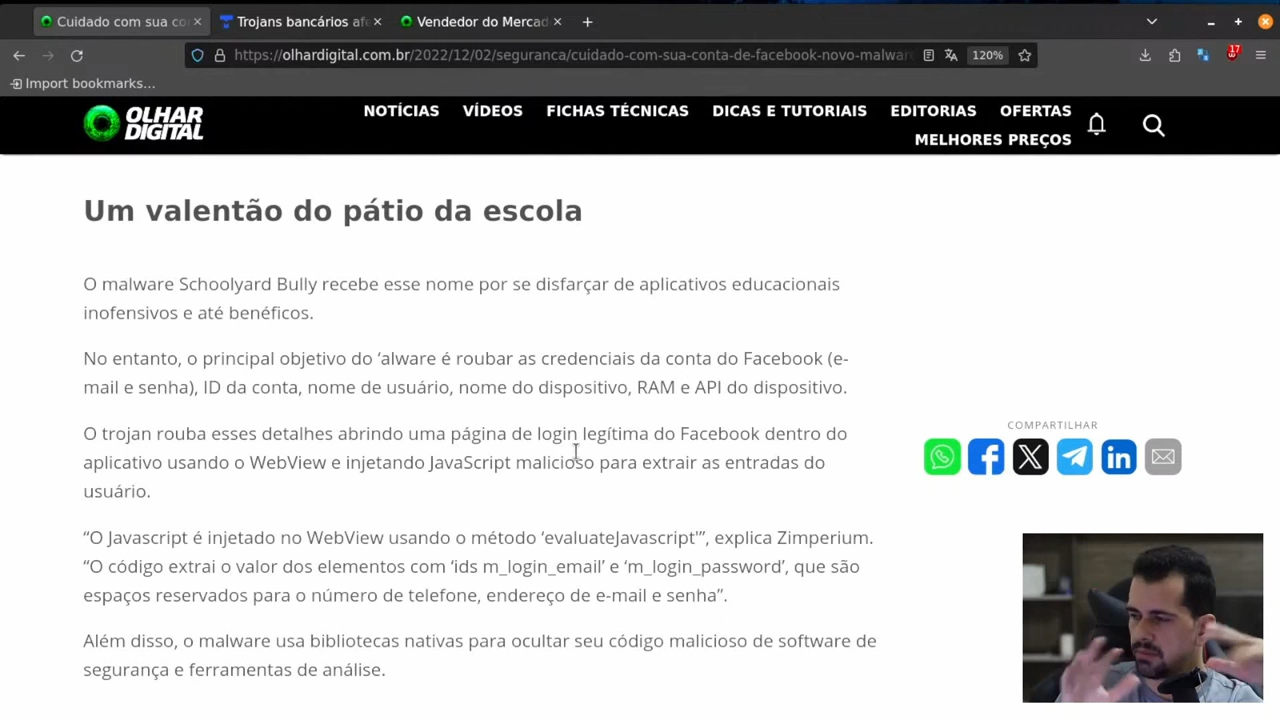 Cuidado com sua co
Trojans bancários afe
Vendedor do Mercad
https://olhardigital.com.br/2022/12/02/seguranca/cuidado-com-sua-conta-de-facebook-novo-malwar
120%
17
Import bookmarks...
OLHAR
DIGITAL
NOTÍCIAS VÍDEOS FICHAS TÉCNICAS DICAS E TUTORIAIS EDITORIAS OFERTAS
MELHORES PREÇOS
Um valentão do pátio da escola
O malware Schoolyard Bully recebe esse nome por se disfarçar de aplicativos educacionais
inofensivos e até benéficos.
No entanto, o principal objetivo do ‘alware é roubar as credenciais da conta do Facebook (e-
mail e senha), ID da conta, nome de usuário, nome do dispositivo, RAM e API do dispositivo.
O trojan rouba esses detalhes abrindo uma página de login legítima do Facebook dentro do
aplicativo usando o WebView e injetando JavaScript malicioso para extrair as entradas do
usuário.
“O Javascript é injetado no WebView usando o método ‘evaluateJavascript'”, explica Zimperium.
“O código extrai o valor dos elementos com ‘ids m_login_email’ e ‘m_login_password’, que são
espaços reservados para o número de telefone, endereço de e-mail e senha”.
Além disso, o malware usa bibliotecas nativas para ocultar seu código malicioso de software de
segurança e ferramentas de análise.
COMPARTILHAR